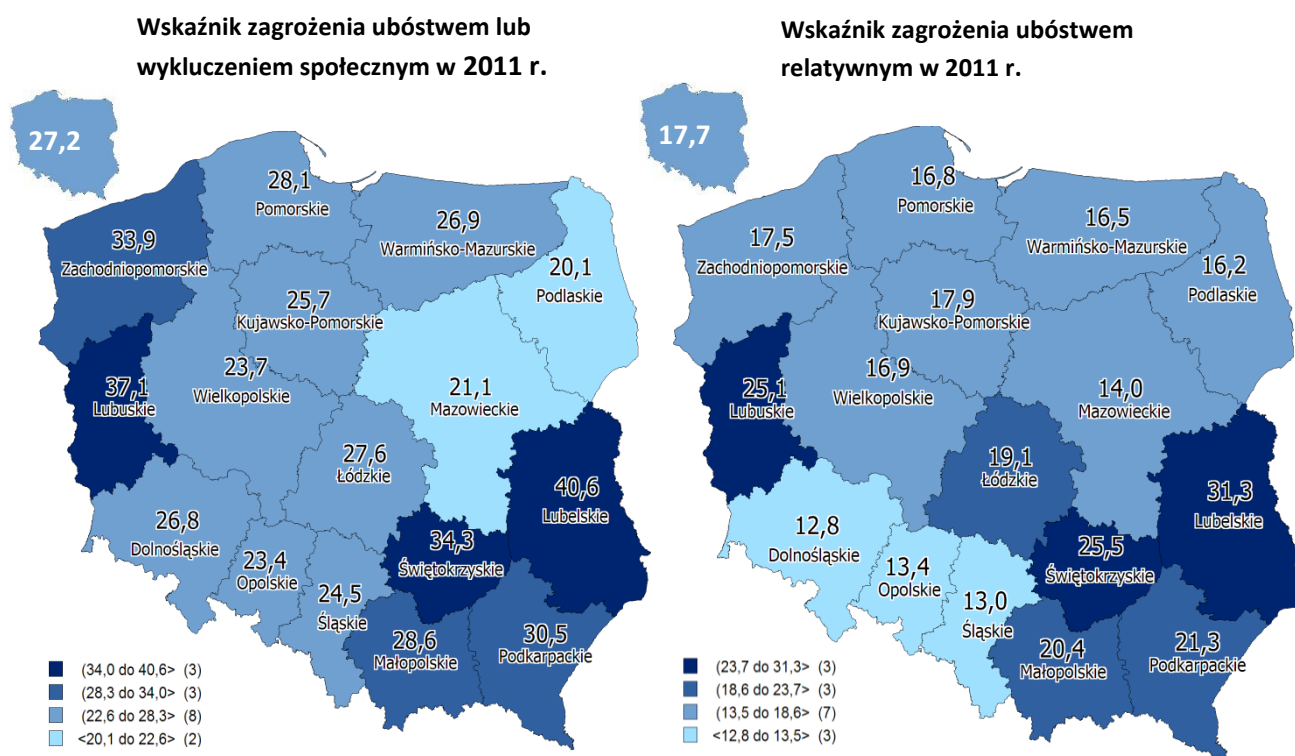 Wskaźnik zagrożenia ubóstwem lub
wykluczeniem społecznym w 2011 r.
27,2
28,1
Pomorskie
26,9
Warmińsko-Mazurskie
33,9
Zachodniopomorskie
20,1
Podlaskie
25,7
Kujawsko-Pomorskie
23,7
Wielkopolskie
37,1
Lubuskie
21,1
Mazowieckie
27,6
Łódzkie
40,6
Lubelskie
26,8
Dolnośląskie
23,4
Opolskie
34,3
Świętokrzyskie
24,5
Śląskie
28,6
Małopolskie
30,5
Podkarpackie
(34,0 do 40,6> (3)
(28,3 do 34,0> (3)
(22,6 do 28,3> (8)
<20,1 do 22,6> (2)
Wskaźnik zagrożenia ubóstwem
relatywnym w 2011 r.
17,7
16,8
Pomorskie
16,5
Warmińsko-Mazurskie
17,5
Zachodniopomorskie
16,2
Podlaskie
17,9
Kujawsko-Pomorskie
16,9
Wielkopolskie
25,1
Lubuskie
14,0
Mazowieckie
19,1
Łódzkie
31,3
Lubelskie
12,8
Dolnośląskie
13,4
Opolskie
25,5
Świętokrzyskie
13,0
Śląskie
20,4
Małopolskie
21,3
Podkarpackie
(23,7 do 31,3> (3)
(18,6 do 23,7> (3)
(13,5 do 18,6> (7)
<12,8 do 13,5> (3)